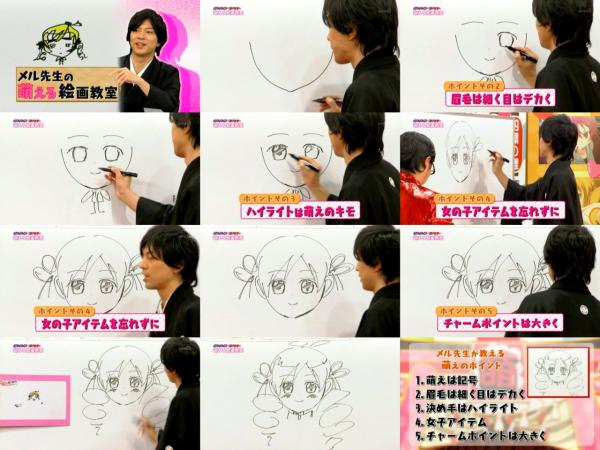 メル先生の
萌える絵画教室
ポイントその2
眉毛は細く目はデカく
ポイントその3
ハイライトは萌えのキモ
ポイントその4
女の子アイテムを忘れずに
ポイントその4
女の子アイテムを忘れずに
ポイントその5
チャームポイントは大きく
メル先生が教える
萌えのポイント
1. 萌えは記号
2. 眉毛は細く目はデカく
3. 決め手はハイライト
4. 女子アイテム
5. チャームポイントは大きく